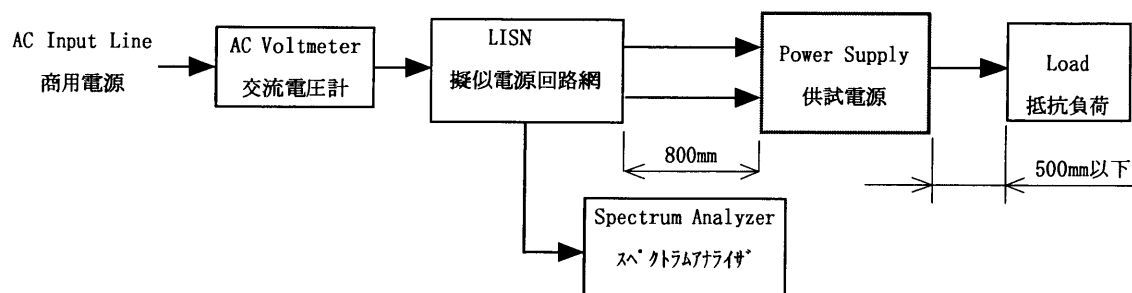 AC Input Line
商用電源
AC Voltmeter
交流電圧計
LISN
擬似電源回路網
Power Supply
供試電源
Load
抵抗負荷
800mm
500mm以下
Spectrum Analyzer
ｽﾍﾟｸﾄﾗﾑｱﾅﾗｲｻﾞ